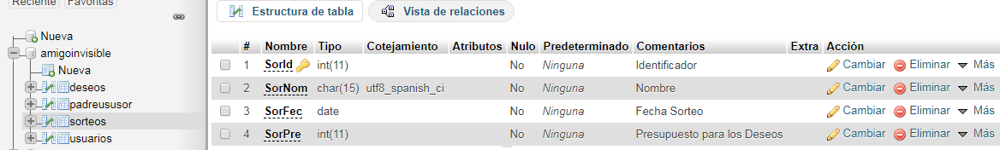 Reciente Favoritas
Nueva
amigoinvisible
Nueva
deseos
padreususor
sorteos
usuarios
Estructura de tabla Vista de relaciones
# Nombre Tipo Cotejamiento Atributos Nulo Predeterminado Comentarios Extra Acción
1 SorId int(11) No Ninguna Identificador Cambiar Eliminar Más
2 SorNom char(15) utf8_spanish_ci No Ninguna Nombre Cambiar Eliminar Más
3 SorFec date No Ninguna Fecha Sorteo Cambiar Eliminar Más
4 SorPre int(11) No Ninguna Presupuesto para los Deseos Cambiar Eliminar Más